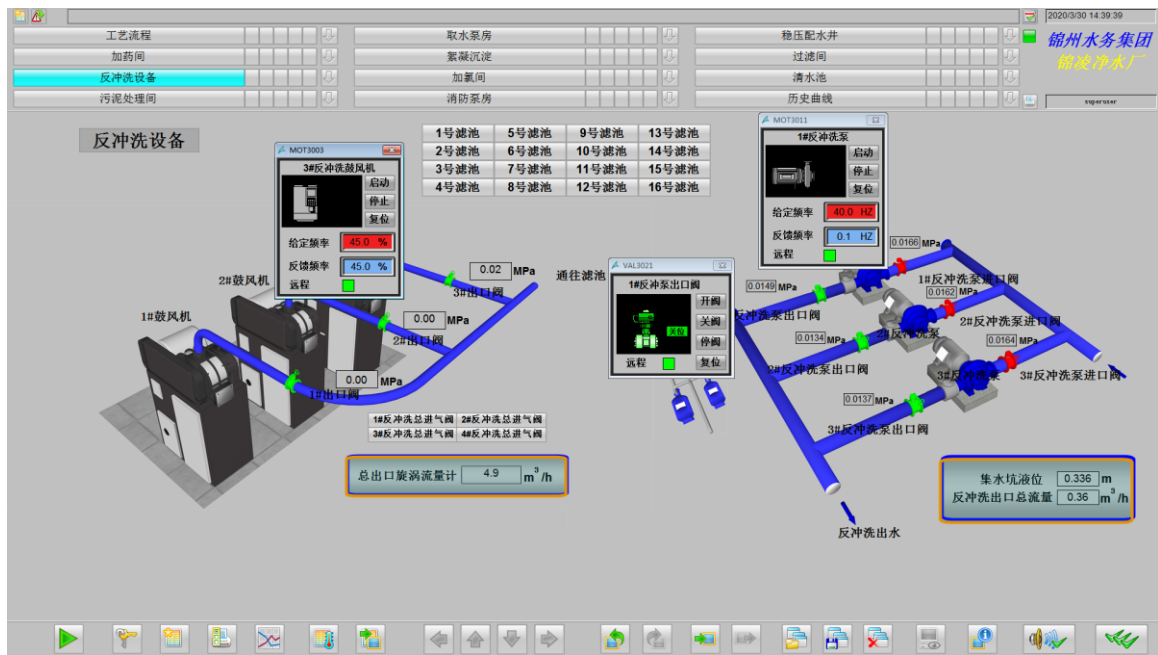 2020/3/30 14:39:39
工艺流程 取水泵房 稳压配水井
加药间 絮凝沉淀 过滤间
反冲洗设备 加氯间 清水池
污泥处理间 消防泵房 历史曲线
锦州水务集团
锦凌净水厂
superuser
反冲洗设备
1号滤池 5号滤池 9号滤池 13号滤池
2号滤池 6号滤池 10号滤池 14号滤池
3号滤池 7号滤池 11号滤池 15号滤池
4号滤池 8号滤池 12号滤池 16号滤池
MOT3003
3#反冲洗鼓风机
启动
停止
复位
给定频率 45.0 %
反馈频率 45.0 %
远程
MOT3011
1#反冲洗泵
启动
停止
复位
给定频率 40.0 HZ
反馈频率 0.1 HZ
远程
VAL3021
1#反冲泵出口阀
开阀
关阀
停阀
复位
关位
远程
2#鼓风机
1#鼓风机
0.02 MPa
3#出口阀
0.00 MPa
2#出口阀
0.00 MPa
1#出口阀
通往滤池
1#反冲洗总进气阀 2#反冲洗总进气阀
3#反冲洗总进气阀 4#反冲洗总进气阀
总出口旋涡流量计 4.9 m³/h
0.0166 MPa
1#反冲洗泵进口阀
0.0149 MPa
反冲洗泵出口阀
0.0162 MPa
2#反冲洗泵进口阀
2#反冲洗泵
0.0134 MPa
2#反冲洗泵出口阀
0.0164 MPa
3#反冲洗泵进口阀
3#反冲洗泵
0.0137 MPa
3#反冲洗泵出口阀
反冲洗出水
集水坑液位 0.336 m
反冲洗出口总流量 0.36 m³/h